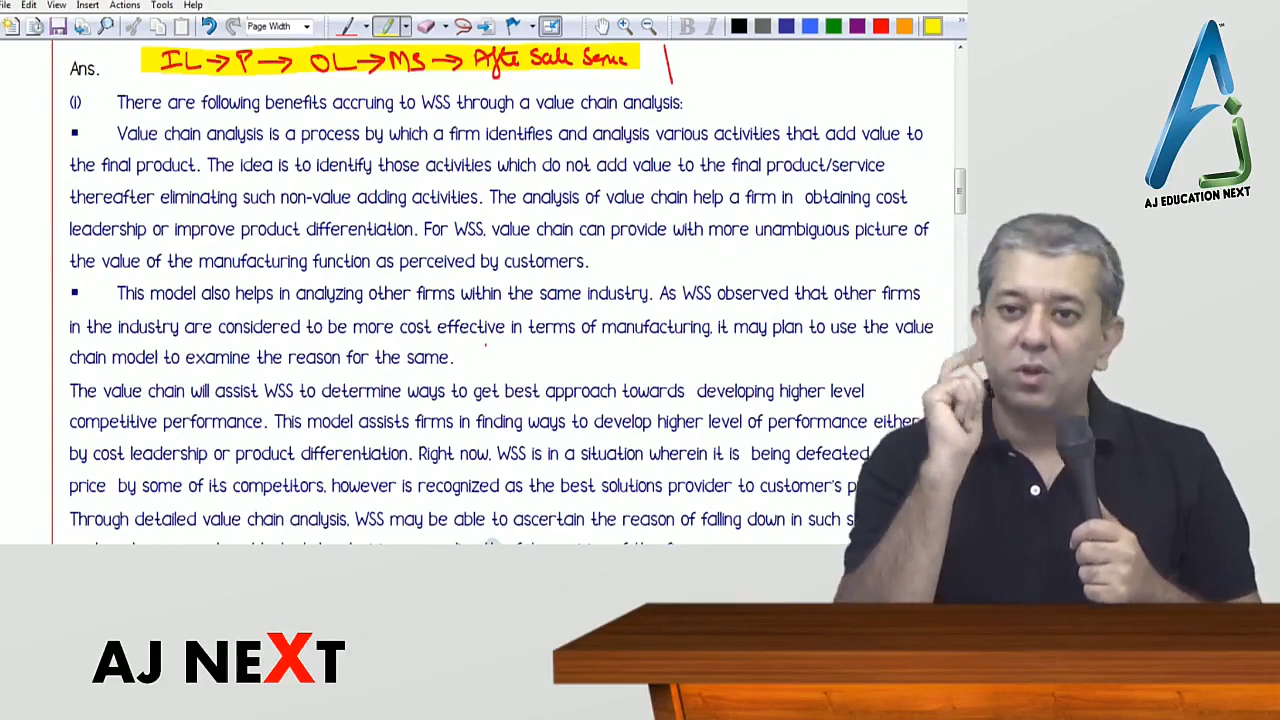 File Edit View Insert Actions Tools Help
Page Width
IL → P → OL → MS → After Sale
Ans.
(i) There are following benefits accruing to WSS through a value chain analysis:
▪ Value chain analysis is a process by which a firm identifies and analysis various activities that add value to
the final product. The idea is to identify those activities which do not add value to the final product/service
thereafter eliminating such non-value adding activities. The analysis of value chain help a firm in obtaining cost
leadership or improve product differentiation. For WSS, value chain can provide with more unambiguous picture of
the value of the manufacturing function as perceived by customers.
▪ This model also helps in analyzing other firms within the same industry. As WSS observed that other firms
in the industry are considered to be more cost effective in terms of manufacturing, it may plan to use the value
chain model to examine the reason for the same.
The value chain will assist WSS to determine ways to get best approach towards developing higher level
competitive performance. This model assists firms in finding ways to develop higher level of performance either
by cost leadership or product differentiation. Right now, WSS is in a situation wherein it is being defeated
price by some of its competitors, however is recognized as the best solutions provider to customer's
Through detailed value chain analysis, WSS may be able to ascertain the reason of falling down in such
AJ EDUCATION NEXT
AJ NEXT